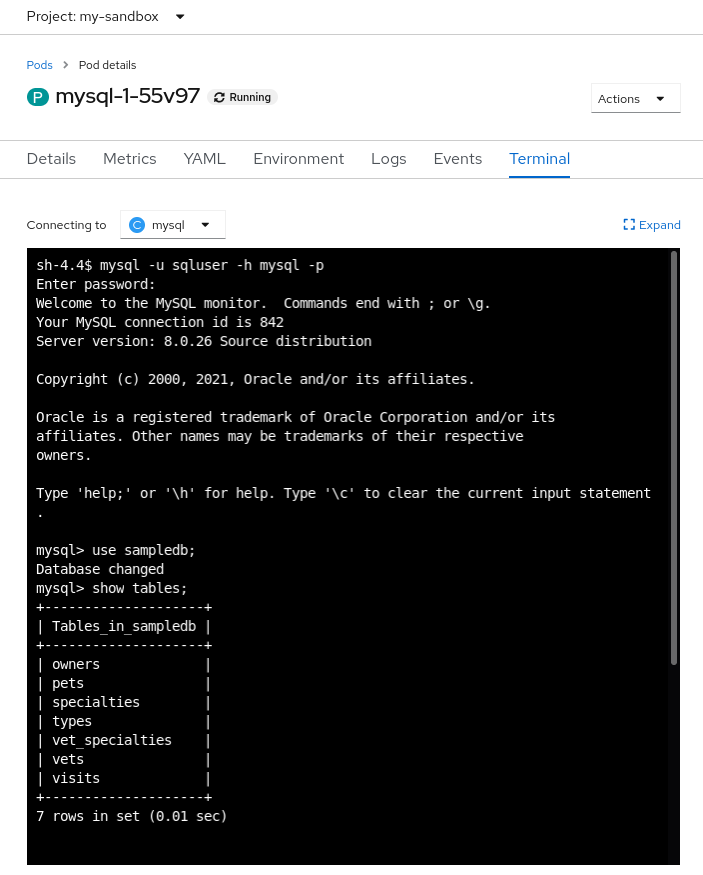 Project: my-sandbox
Pods > Pod details
P mysql-1-55v97 Running
Actions
Details Metrics YAML Environment Logs Events Terminal
Connecting to C mysql
Expand
sh-4.4$ mysql -u sqluser -h mysql -p
Enter password:
Welcome to the MySQL monitor.  Commands end with ; or \g.
Your MySQL connection id is 842
Server version: 8.0.26 Source distribution
Copyright (c) 2000, 2021, Oracle and/or its affiliates.
Oracle is a registered trademark of Oracle Corporation and/or its
affiliates. Other names may be trademarks of their respective
owners.
Type 'help;' or '\h' for help. Type '\c' to clear the current input statement
.
mysql> use sampledb;
Database changed
mysql> show tables;
+--------------------+
| Tables_in_sampledb |
+--------------------+
| owners             |
| pets               |
| specialties        |
| types              |
| vet_specialties    |
| vets               |
| visits             |
+--------------------+
7 rows in set (0.01 sec)